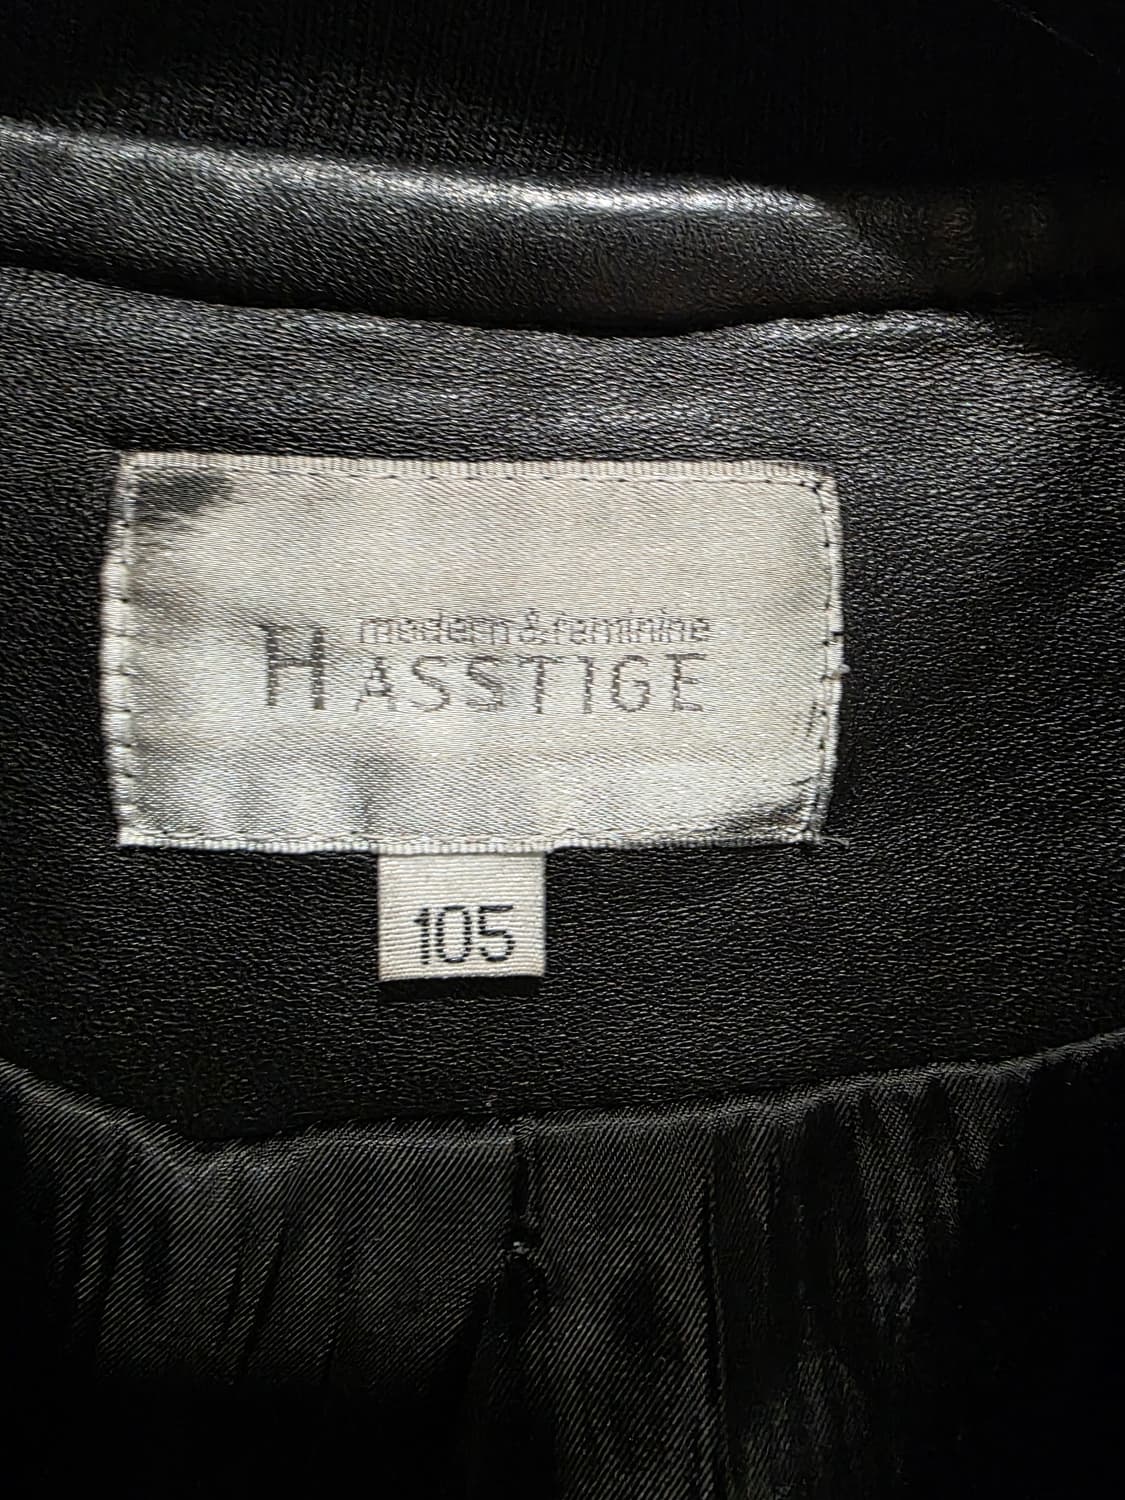 modern & feminine
HASSTIGE
105